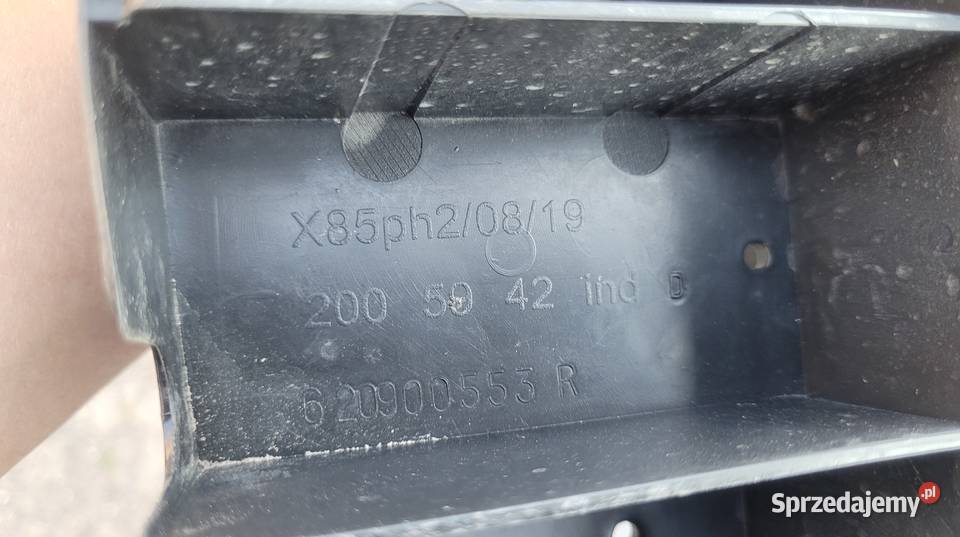 X85ph2/08/19
200 59 42 ind D
620900553 R
Sprzedajemy.pl